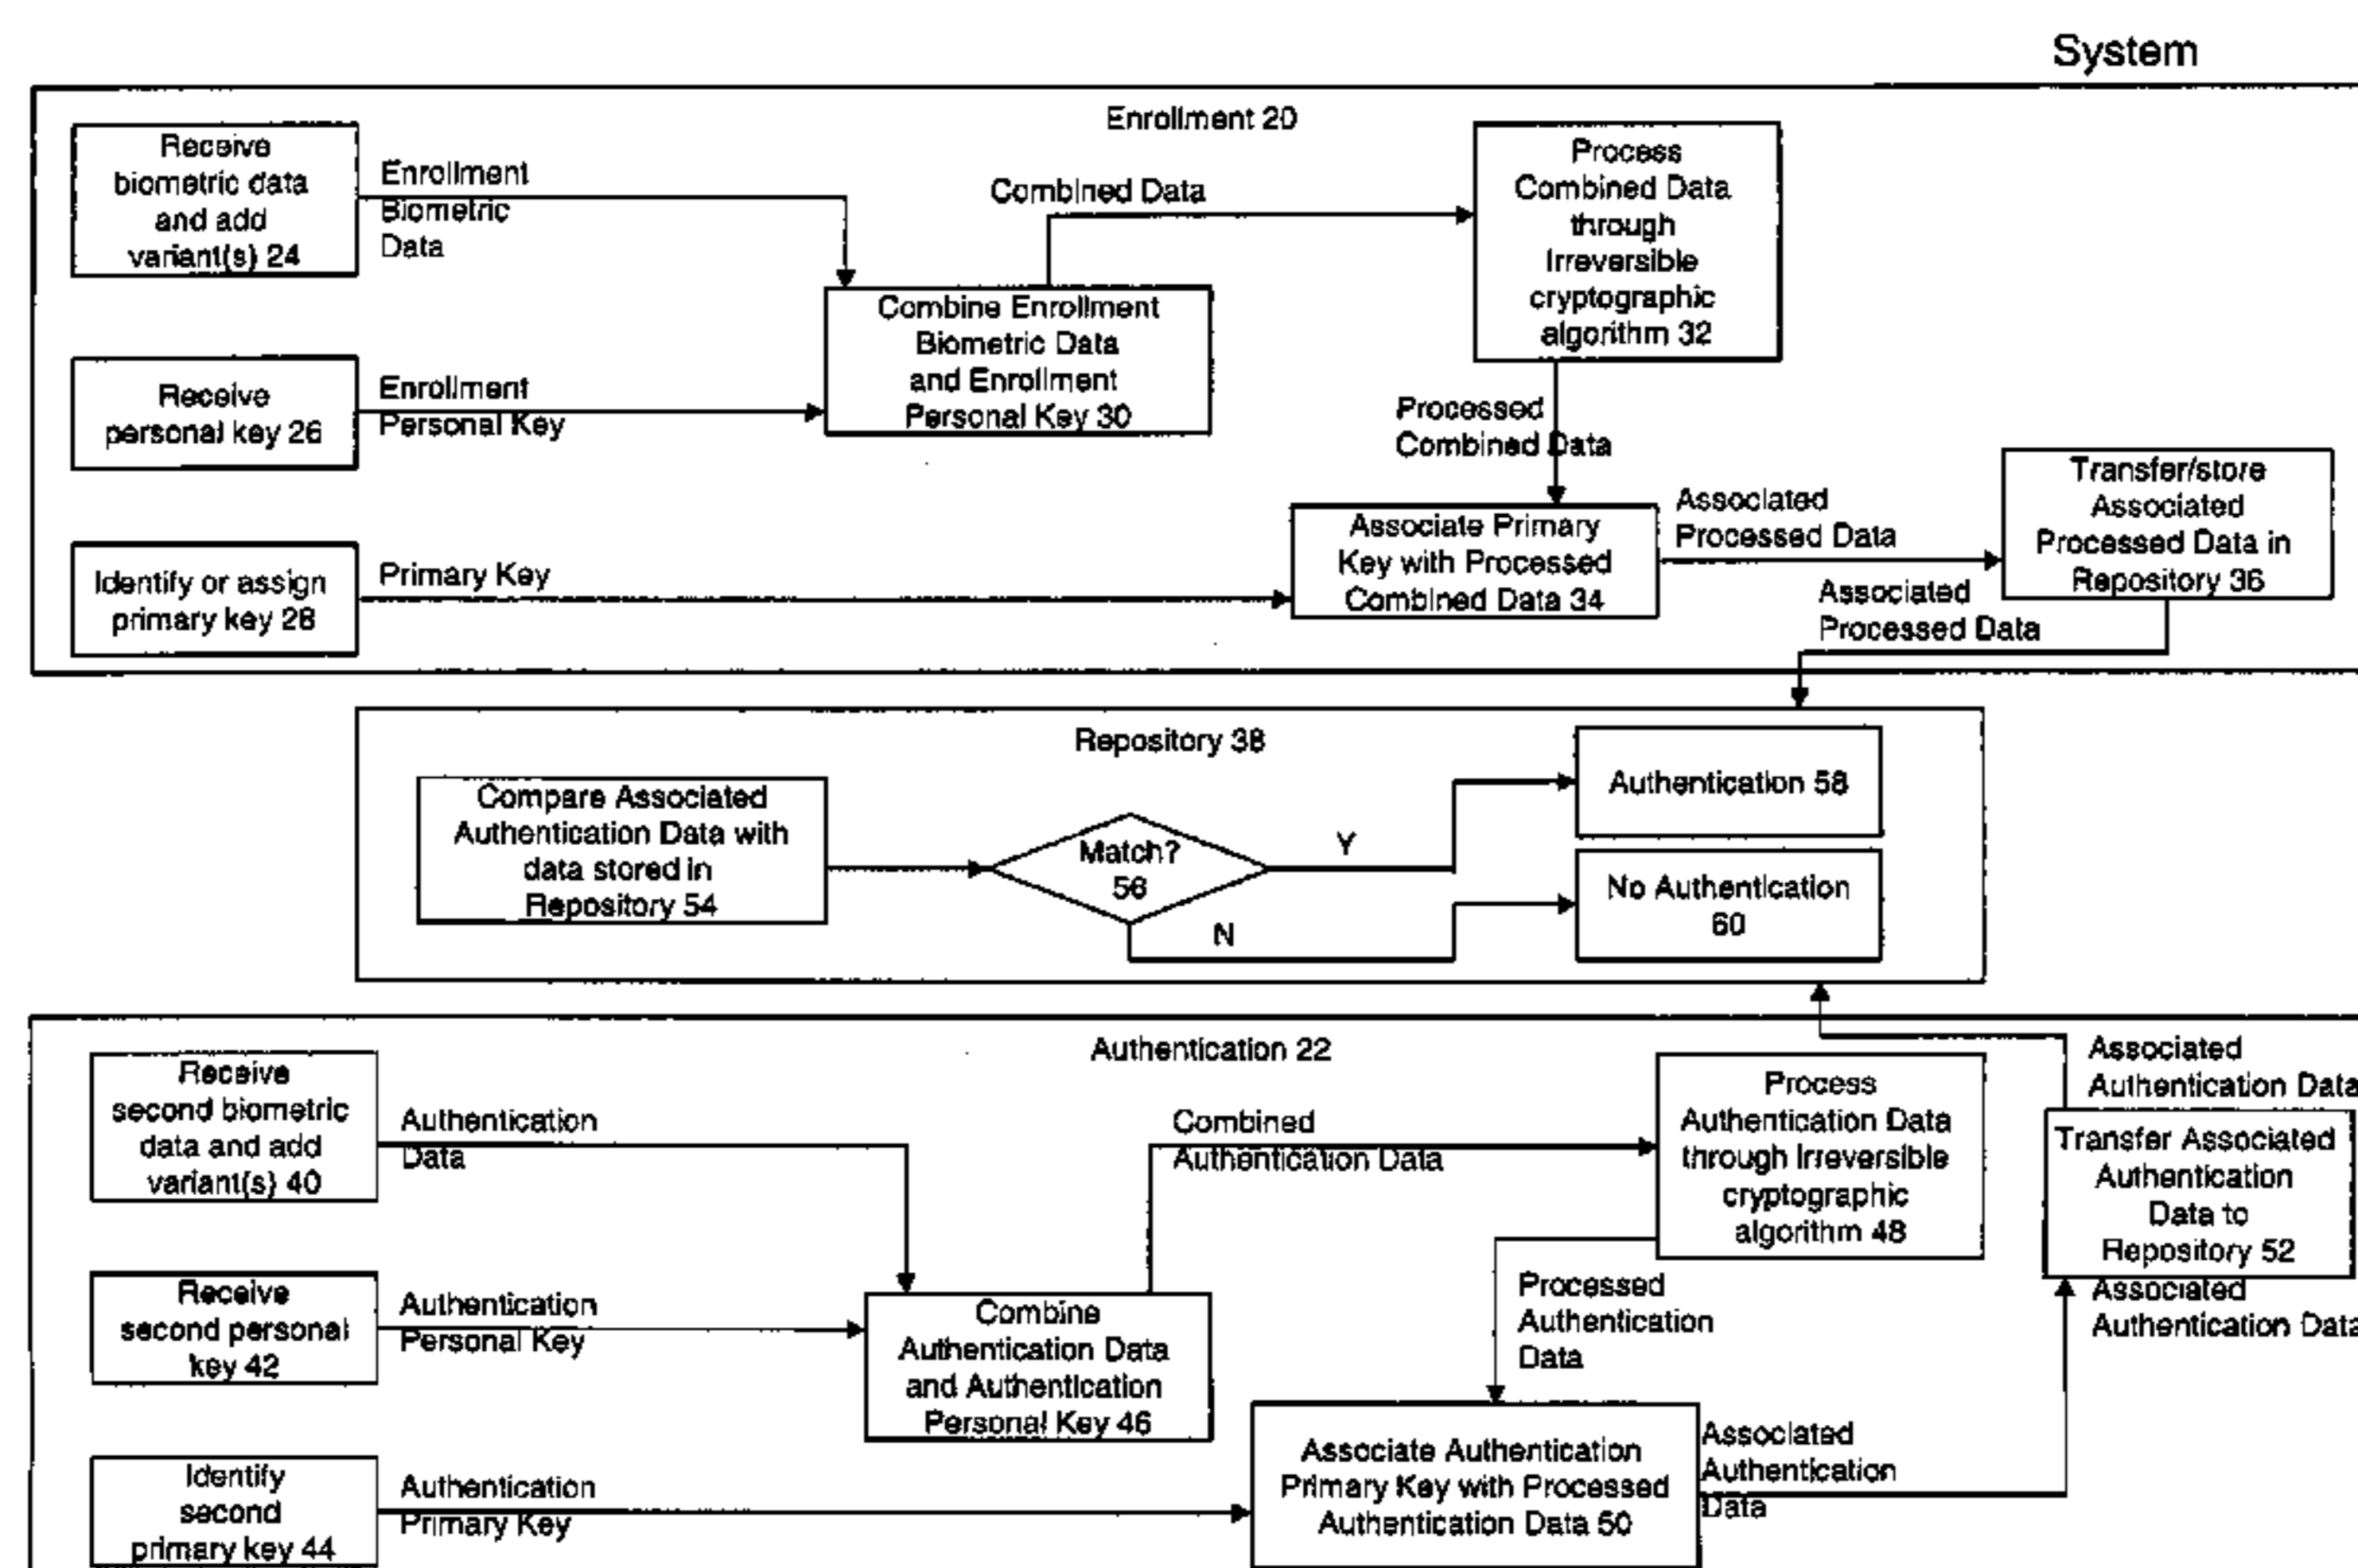 System
Enrollment 20
Receive
biometric data
and add
variant(s) 24
Enrollment
Biometric
Data
Combined Data
Process
Combined Data
through
Irreversible
cryptographic
algorithm 32
Combine Enrollment
Biometric Data
and Enrollment
Personal Key 30
Receive
personal key 26
Enrollment
Personal Key
Processed
Combined Data
Identify or assign
primary key 28
Primary Key
Associate Primary
Key with Processed
Combined Data 34
Associated
Processed Data
Transfer/store
Associated
Processed Data in
Repository 36
Associated
Processed Data
Repository 38
Compare Associated
Authentication Data with
data stored in
Repository 54
Match?
56
Y
N
Authentication 58
No Authentication
60
Authentication 22
Receive
second biometric
data and add
variant(s) 40
Authentication
Data
Combined
Authentication Data
Process
Authentication Data
through Irreversible
cryptographic
algorithm 48
Associated
Authentication Data
Transfer Associated
Authentication
Data to
Repository 52
Associated
Authentication Data
Receive
second personal
key 42
Authentication
Personal Key
Combine
Authentication Data
and Authentication
Personal Key 46
Processed
Authentication
Data
Identify
second
primary key 44
Authentication
Primary Key
Associate Authentication
Primary Key with Processed
Authentication Data 50
Associated
Authentication
Data